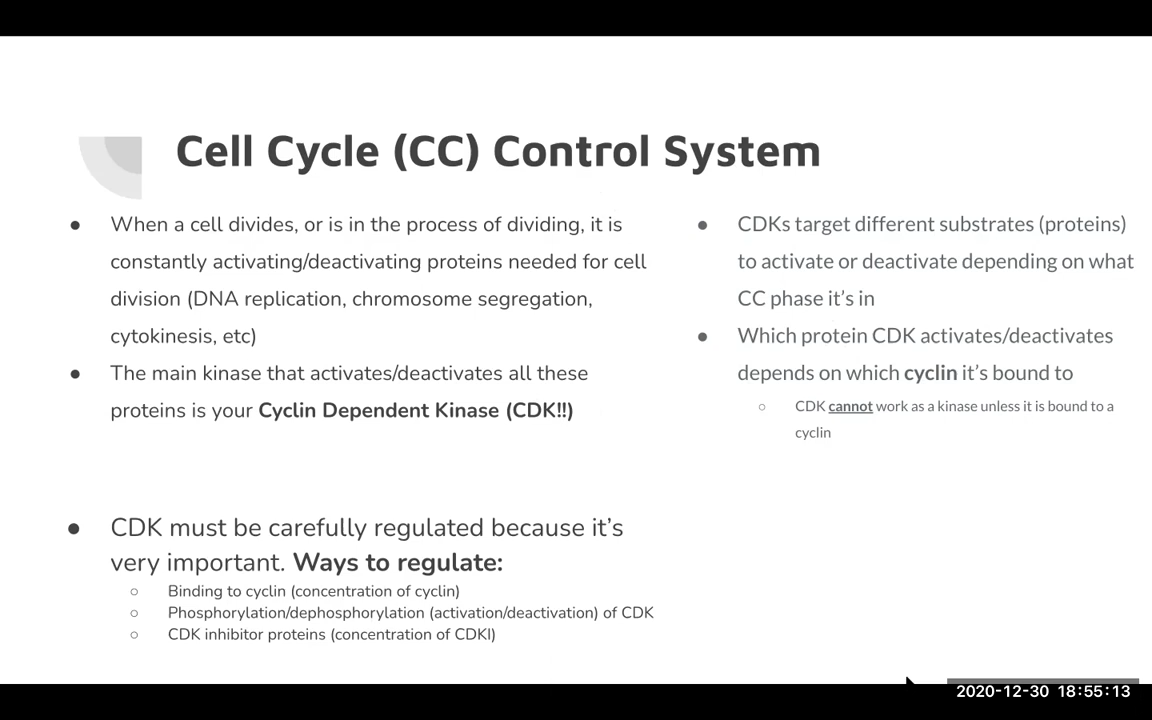 Cell Cycle (CC) Control System
● When a cell divides, or is in the process of dividing, it is
constantly activating/deactivating proteins needed for cell
division (DNA replication, chromosome segregation,
cytokinesis, etc)
● The main kinase that activates/deactivates all these
proteins is your Cyclin Dependent Kinase (CDK!!)
● CDKs target different substrates (proteins)
to activate or deactivate depending on what
CC phase it’s in
● Which protein CDK activates/deactivates
depends on which cyclin it’s bound to
○ CDK cannot work as a kinase unless it is bound to a
cyclin
● CDK must be carefully regulated because it’s
very important. Ways to regulate:
○ Binding to cyclin (concentration of cyclin)
○ Phosphorylation/dephosphorylation (activation/deactivation) of CDK
○ CDK inhibitor proteins (concentration of CDKI)
2020-12-30 18:55:13